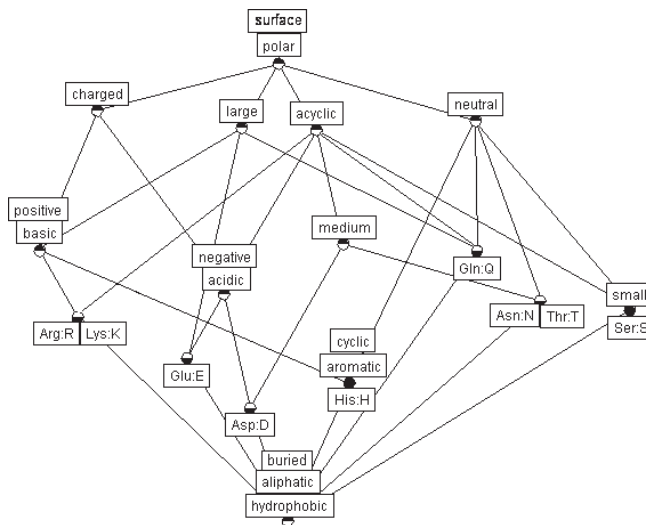 surface
polar
charged
large
acyclic
neutral
positive
basic
medium
negative
acidic
Gln:Q
small
Asn:N
Thr:T
Ser:S
Arg:R
Lys:K
cyclic
aromatic
Glu:E
His:H
Asp:D
buried
aliphatic
hydrophobic